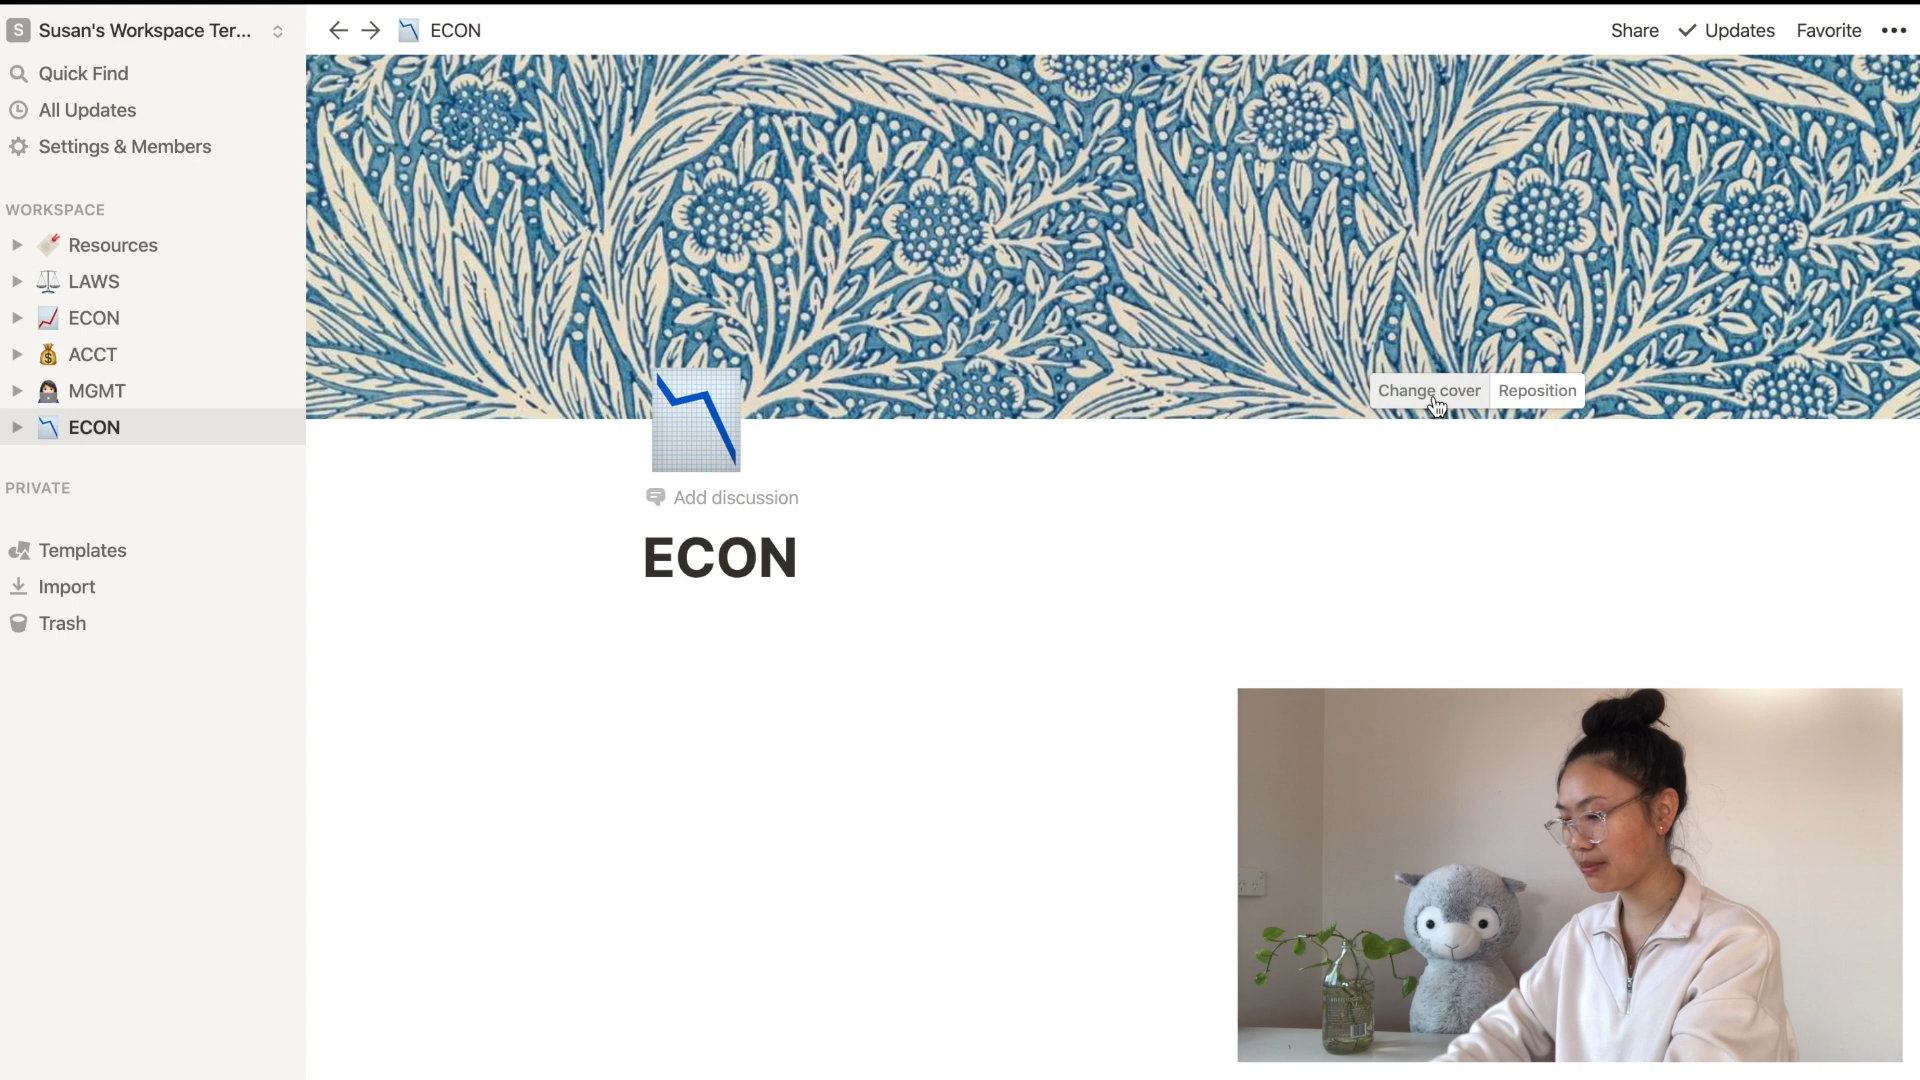 S Susan's Workspace Ter...
ECON
Share Updates Favorite
Quick Find
All Updates
Settings & Members
WORKSPACE
Resources
LAWS
ECON
ACCT
MGMT
ECON
PRIVATE
Templates
Import
Trash
Change cover Reposition
Add discussion
ECON